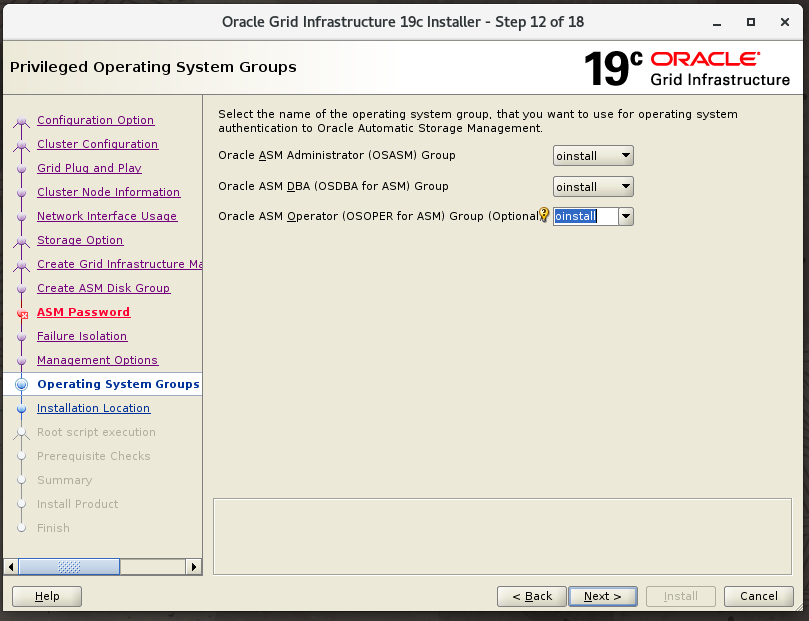 Oracle Grid Infrastructure 19c Installer - Step 12 of 18
Privileged Operating System Groups
19c ORACLE
Grid Infrastructure
Configuration Option
Cluster Configuration
Grid Plug and Play
Cluster Node Information
Network Interface Usage
Storage Option
Create Grid Infrastructure Ma
Create ASM Disk Group
ASM Password
Failure Isolation
Management Options
Operating System Groups
Installation Location
Root script execution
Prerequisite Checks
Summary
Install Product
Finish
Select the name of the operating system group, that you want to use for operating system
authentication to Oracle Automatic Storage Management.
Oracle ASM Administrator (OSASM) Group oinstall
Oracle ASM DBA (OSDBA for ASM) Group oinstall
Oracle ASM Operator (OSOPER for ASM) Group (Optional) oinstall
Help < Back Next > Install Cancel